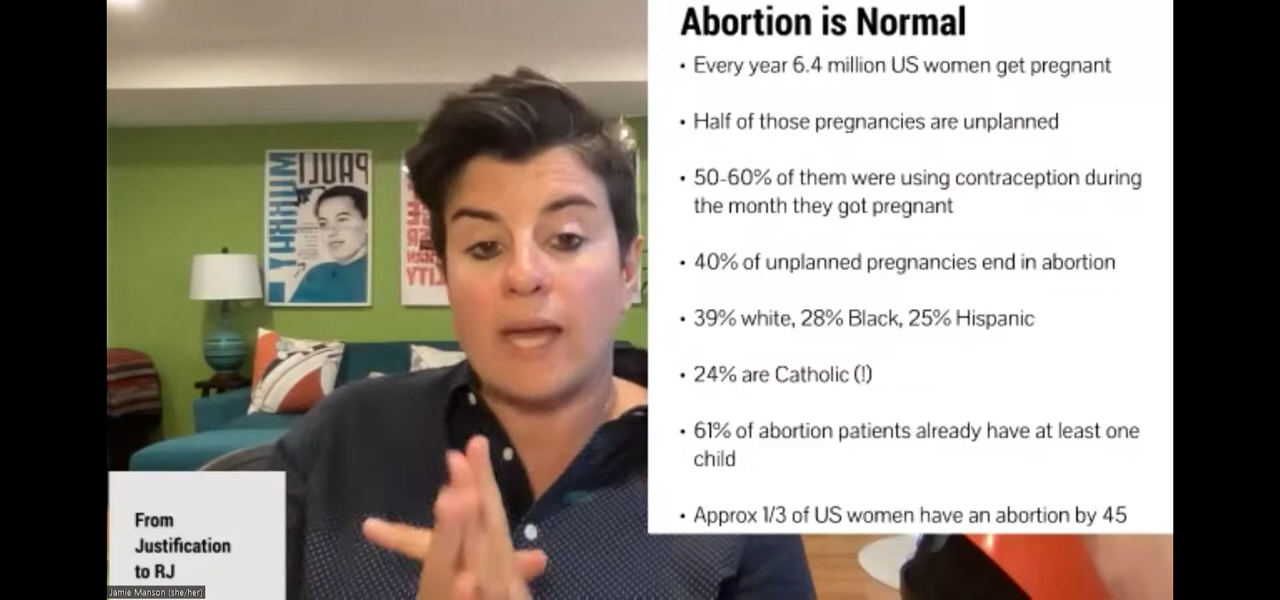 Abortion is Normal
• Every year 6.4 million US women get pregnant
• Half of those pregnancies are unplanned
• 50-60% of them were using contraception during
the month they got pregnant
• 40% of unplanned pregnancies end in abortion
• 39% white, 28% Black, 25% Hispanic
• 24% are Catholic (!)
• 61% of abortion patients already have at least one
child
• Approx 1/3 of US women have an abortion by 45
PAULI
MURRAY
From
Justification
to RJ
Jamie Manson (she/her)